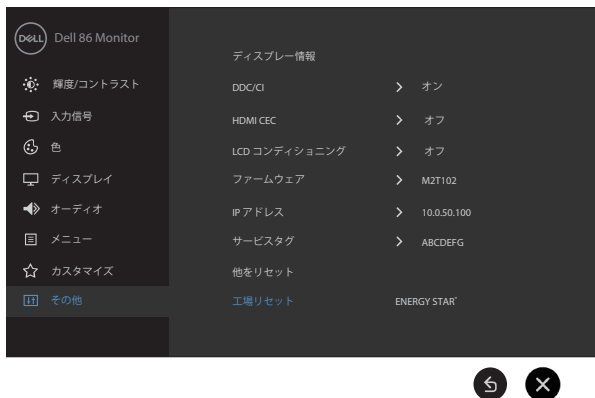 DELL
Dell 86 Monitor
輝度/コントラスト
入力信号
色
ディスプレイ
オーディオ
メニュー
カスタマイズ
その他
ディスプレー情報
DDC/CI オン
HDMI CEC オフ
LCD コンディショニング オフ
ファームウェア M2T102
IP アドレス 10.0.50.100
サービスタグ ABCDEFG
他をリセット
工場リセット ENERGY STAR®